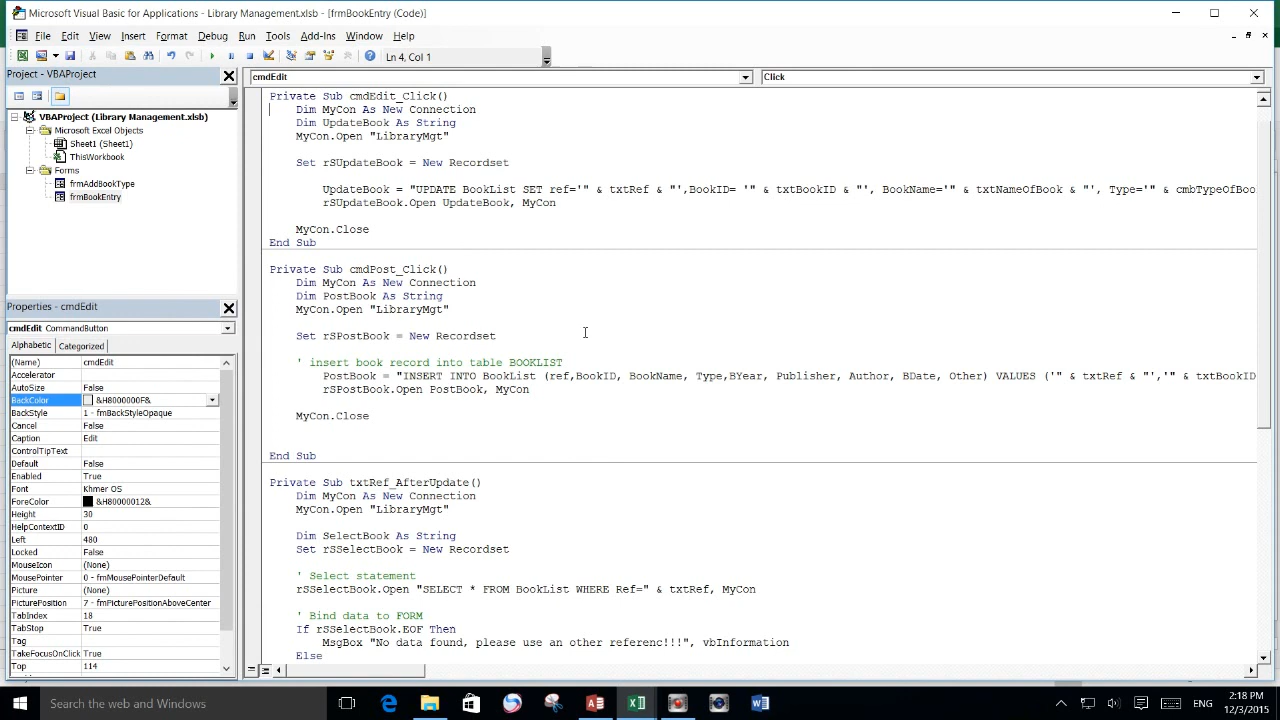 Microsoft Visual Basic for Applications - Library Management.xlsb - [frmBookEntry (Code)]
File Edit View Insert Format Debug Run Tools Add-Ins Window Help
Ln 4, Col 1
Project - VBAProject
cmdEdit
Click
VBAProject (Library Management.xlsb)
Microsoft Excel Objects
Sheet1 (Sheet1)
ThisWorkbook
Forms
frmAddBookType
frmBookEntry
Properties - cmdEdit
cmdEdit CommandButton
Alphabetic Categorized
(Name) cmdEdit
Accelerator
AutoSize False
BackColor &H8000000F&
BackStyle 1 - fmBackStyleOpaque
Cancel False
Caption Edit
ControlTipText
Default False
Enabled True
Font Khmer OS
ForeColor &H80000012&
Height 30
HelpContextID 0
Left 480
Locked False
MouseIcon (None)
MousePointer 0 - fmMousePointerDefault
Picture (None)
PicturePosition 7 - fmPicturePositionAboveCenter
TabIndex 18
TabStop True
Tag
TakeFocusOnClick True
Top 114
Private Sub cmdEdit_Click()
Dim MyCon As New Connection
Dim UpdateBook As String
MyCon.Open "LibraryMgt"
Set rSUpdateBook = New Recordset
UpdateBook = "UPDATE BookList SET ref='" & txtRef & "',BookID= '" & txtBookID & "', BookName='" & txtNameOfBook & "', Type='" & cmbTypeOfBoo
rSUpdateBook.Open UpdateBook, MyCon
MyCon.Close
End Sub
Private Sub cmdPost_Click()
Dim MyCon As New Connection
Dim PostBook As String
MyCon.Open "LibraryMgt"
Set rSPostBook = New Recordset
' insert book record into table BOOKLIST
PostBook = "INSERT INTO BookList (ref,BookID, BookName, Type,BYear, Publisher, Author, BDate, Other) VALUES ('" & txtRef & "','" & txtBookID
rSPostBook.Open PostBook, MyCon
MyCon.Close
End Sub
Private Sub txtRef_AfterUpdate()
Dim MyCon As New Connection
MyCon.Open "LibraryMgt"
Dim SelectBook As String
Set rSSelectBook = New Recordset
' Select statement
rSSelectBook.Open "SELECT * FROM BookList WHERE Ref=" & txtRef, MyCon
' Bind data to FORM
If rSSelectBook.EOF Then
MsgBox "No data found, please use an other referenc!!!", vbInformation
Else
Search the web and Windows
ENG
2:18 PM
12/3/2015